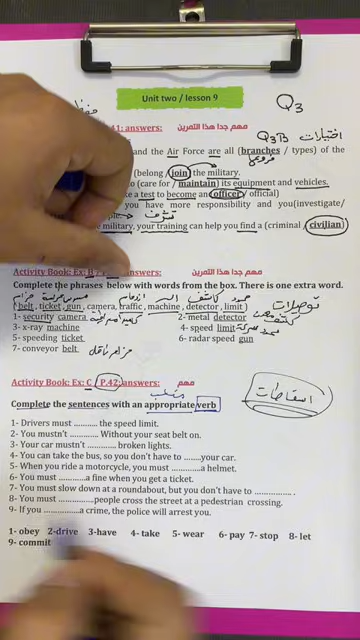 Unit two / lesson 9
Q3
.41: answers: مهم جدا هذا التمرين
اختبارات Q3B
and the Air Force are all (branches / types) of the
(belong / join) the military.
to (care for / maintain) its equipment and vehicles.
a test to become an (officer / official)
you have more responsibility and you (investigate/
military, your training can help you find a (criminal / civilian)
Activity Book: Ex: B / P. : answers: مهم جدا هذا التمرين
Complete the phrases below with words from the box. There is one extra word.
(belt, ticket, gun, camera, traffic, machine, detector, limit)
1- security camera 2- metal detector
3- x-ray machine 4- speed limit
5- speeding ticket 6- radar speed gun
7- conveyor belt
Activity Book: Ex: C / P.42: answers: مهم
اسقاطات
Complete the sentences with an appropriate verb
1- Drivers must ........... the speed limit.
2- You mustn't ........... Without your seat belt on.
3- Your car mustn't ........... broken lights.
4- You can take the bus, so you don't have to .........your car.
5- When you ride a motorcycle, you must ...........a helmet.
6- You must ...........a fine when you get a ticket.
7- You must slow down at a roundabout, but you don't have to ............... .
8- You must ............people cross the street at a pedestrian crossing.
9- If you ............a crime, the police will arrest you.
1- obey 2-drive 3-have 4- take 5- wear 6- pay 7- stop 8- let
9- commit